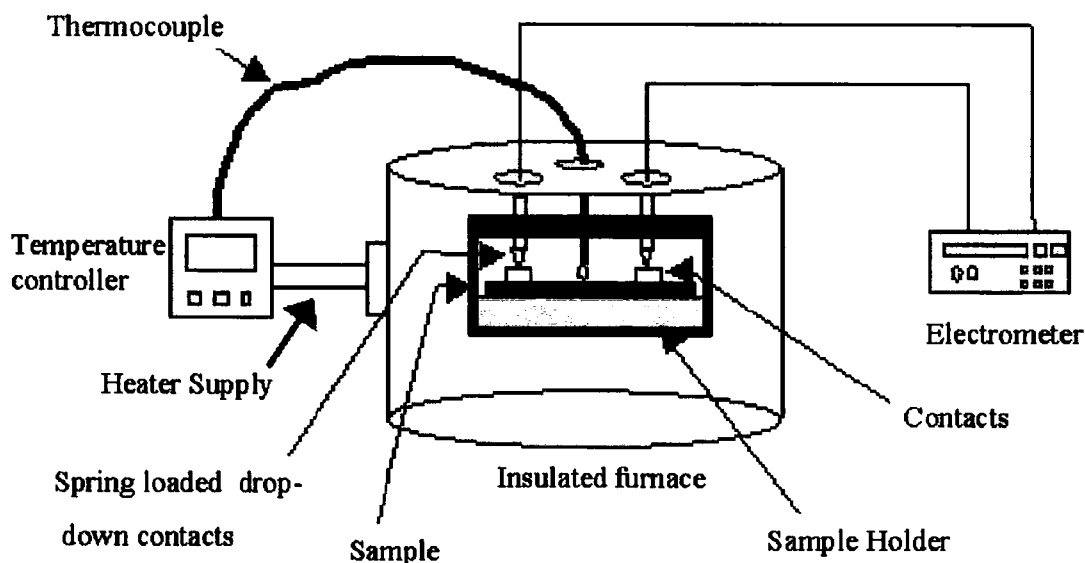 Thermocouple
Temperature
controller
Electrometer
Heater Supply
Contacts
Spring loaded drop-
down contacts
Insulated furnace
Sample
Sample Holder